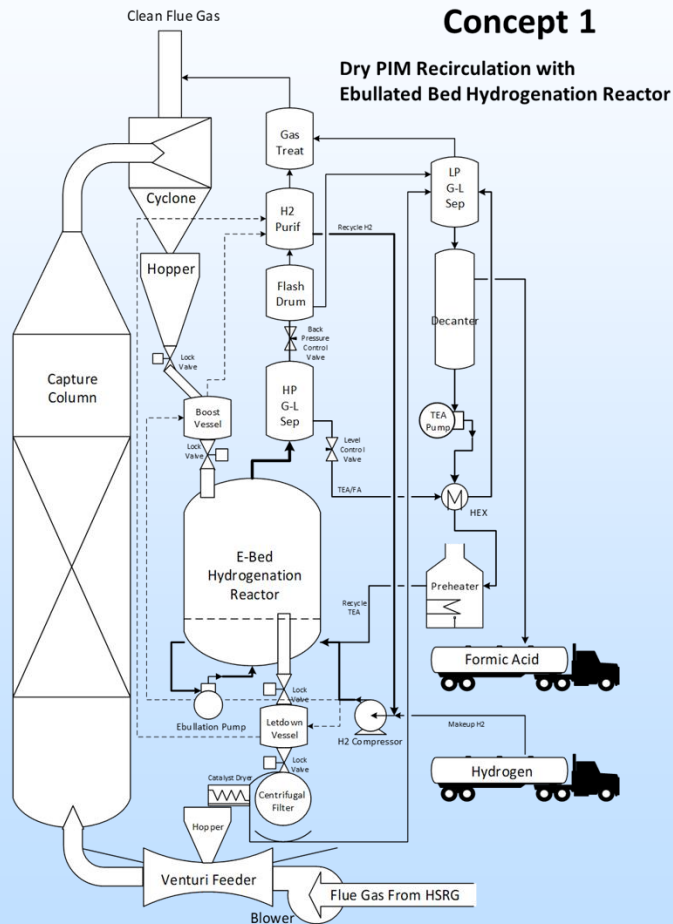 Concept 1
Clean Flue Gas
Dry PIM Recirculation with
Ebullated Bed Hydrogenation Reactor
Gas
Treat
LP
G-L
Sep
Cyclone
H2
Purif
Recycle H2
Hopper
Flash
Drum
Decanter
Back
Pressure
Control
Valve
Lock
Valve
Capture
Column
HP
G-L
Sep
Boost
Vessel
TEA
Pump
Level
Control
Valve
Lock
Valve
TEA/FA
HEX
E-Bed
Hydrogenation
Reactor
Preheater
Recycle
TEA
Formic Acid
Lock
Valve
Ebullation Pump
Letdown
Vessel
H2 Compressor
Makeup H2
Lock
Valve
Hydrogen
Catalyst Dryer
Centrifugal
Filter
Hopper
Venturi Feeder
Flue Gas From HSRG
Blower